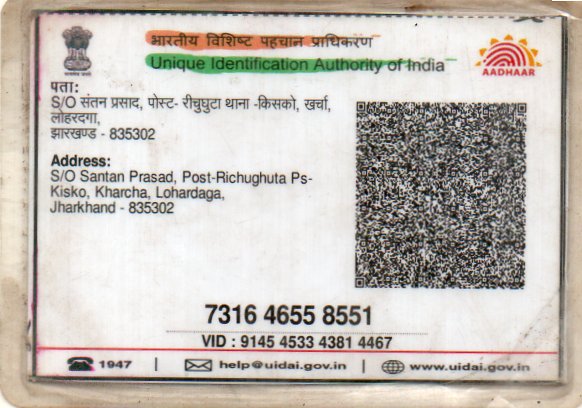 भारतीय विशिष्ट पहचान प्राधिकरण
Unique Identification Authority of India
AADHAAR
पता:
S/O संतन प्रसाद, पोस्ट- रीचुघुटा थाना -किसको, खर्चा,
लोहरदगा,
झारखण्ड - 835302
Address:
S/O Santan Prasad, Post-Richughuta Ps-
Kisko, Kharcha, Lohardaga,
Jharkhand - 835302
7316 4655 8551
VID : 9145 4533 4381 4467
1947 | help@uidai.gov.in | www.uidai.gov.in